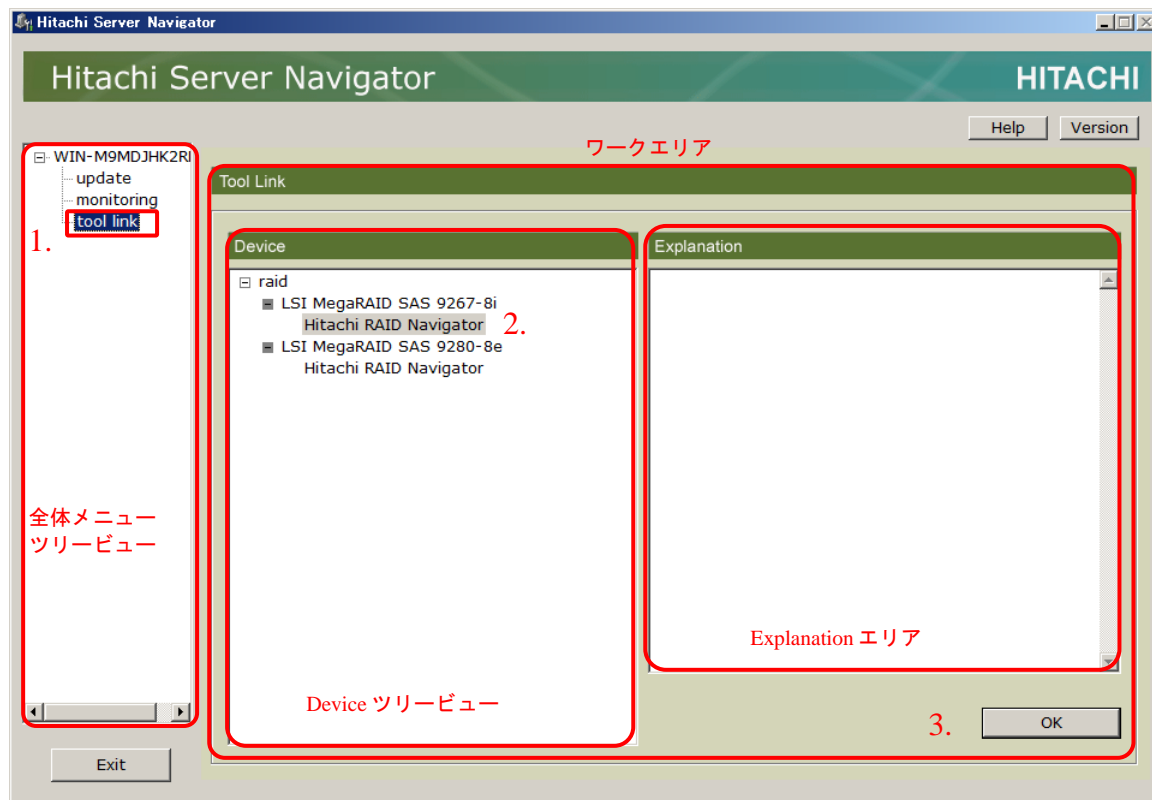 Hitachi Server Navigator
Hitachi Server Navigator
HITACHI
Help
Version
ワークエリア
WIN-M9MDJHK2R
update
monitoring
tool link
1.
全体メニュー
ツリービュー
Exit
Tool Link
Device
raid
LSI MegaRAID SAS 9267-8i
Hitachi RAID Navigator
2.
LSI MegaRAID SAS 9280-8e
Hitachi RAID Navigator
Device ツリービュー
Explanation
Explanation エリア
3.
OK